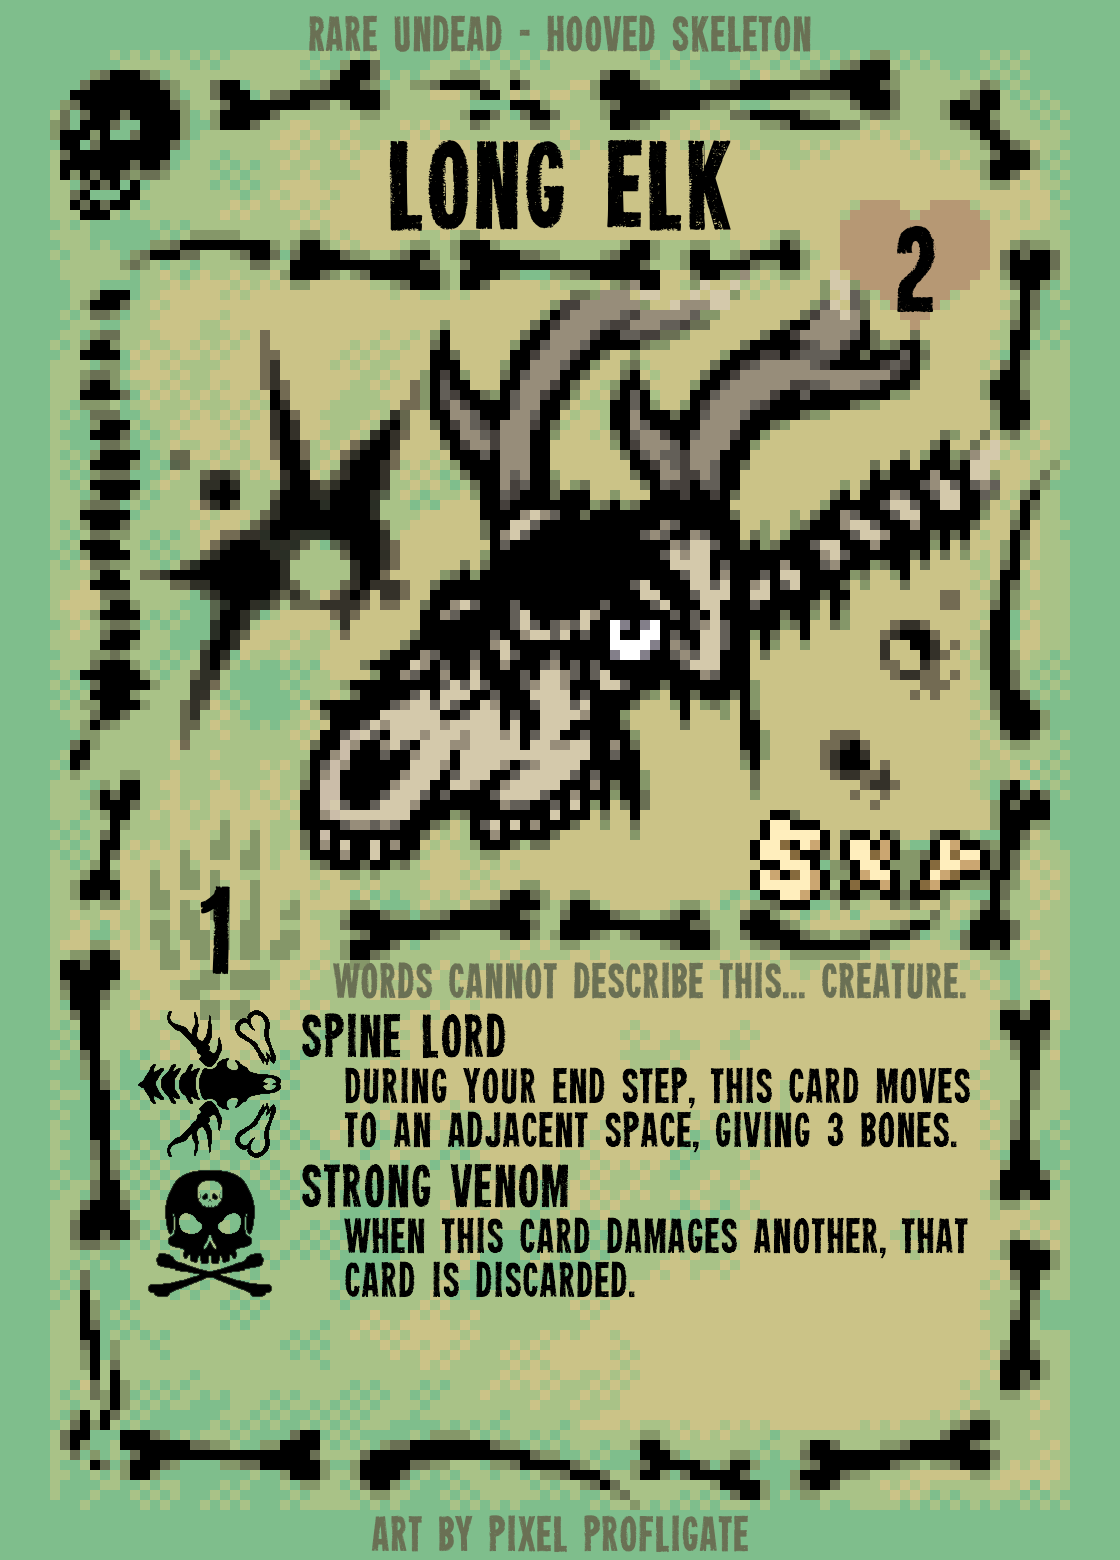 RARE UNDEAD - HOOVED SKELETON
LONG ELK
2
5 X
1
WORDS CANNOT DESCRIBE THIS... CREATURE.
SPINE LORD
DURING YOUR END STEP, THIS CARD MOVES
TO AN ADJACENT SPACE, GIVING 3 BONES.
STRONG VENOM
WHEN THIS CARD DAMAGES ANOTHER, THAT
CARD IS DISCARDED.
ART BY PIXEL PROFLIGATE